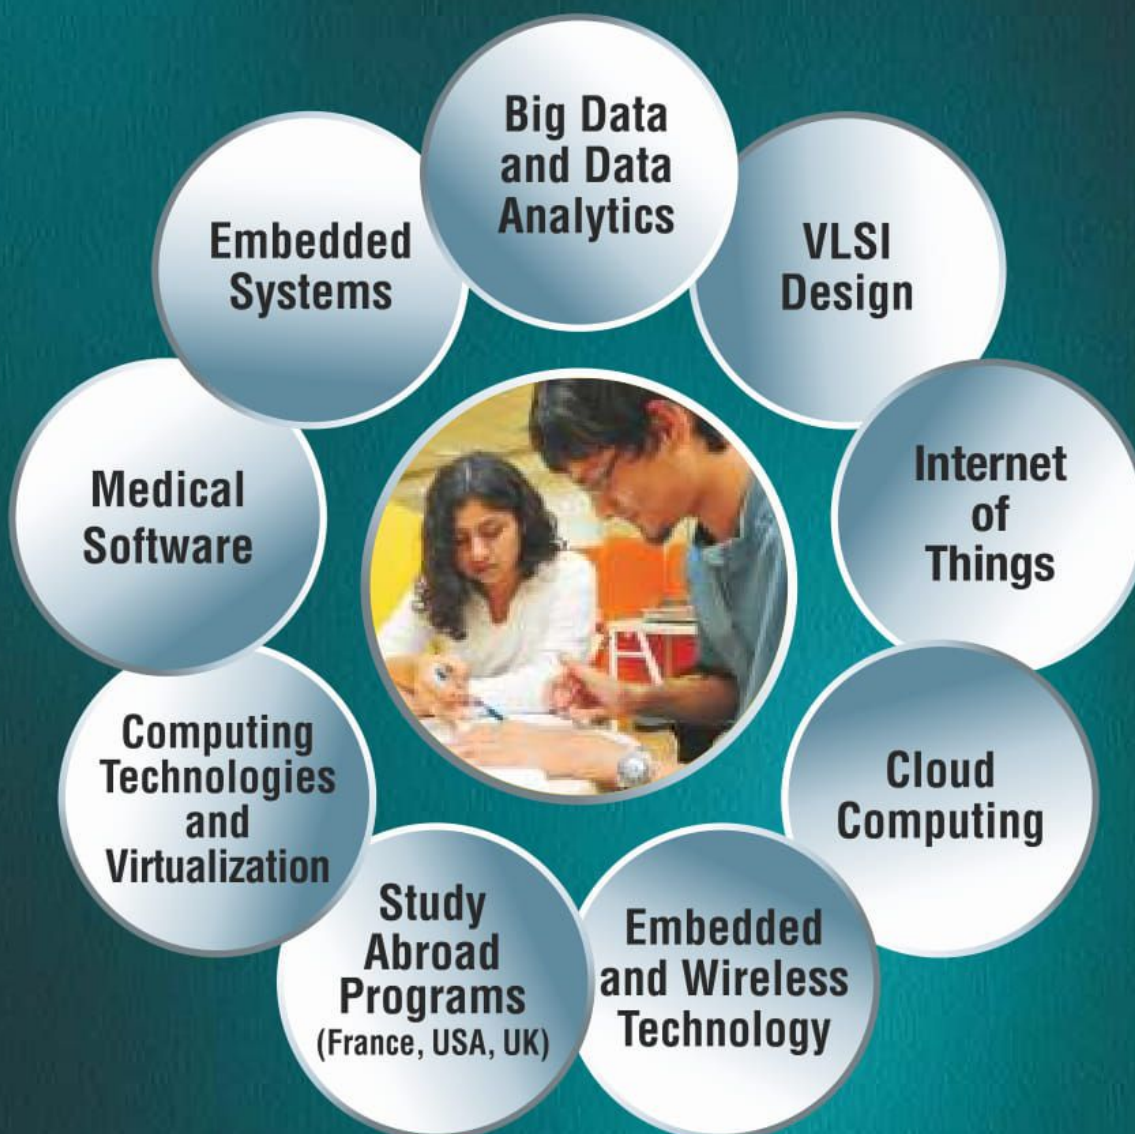 Big Data
and Data
Analytics
VLSI
Design
Internet
of
Things
Cloud
Computing
Embedded
and Wireless
Technology
Study
Abroad
Programs
(France, USA, UK)
Computing
Technologies
and
Virtualization
Medical
Software
Embedded
Systems